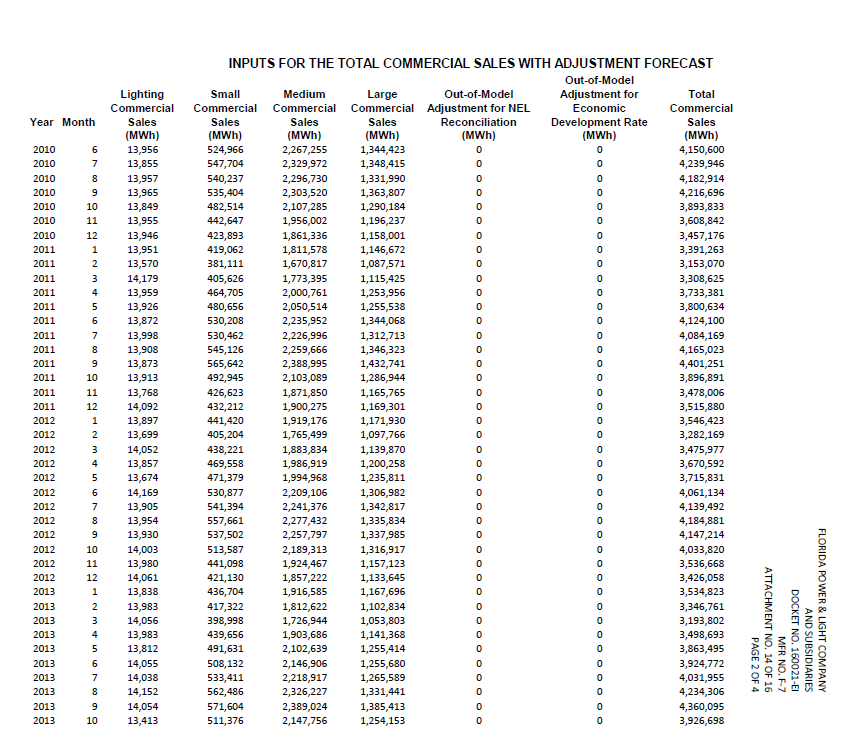 INPUTS FOR THE TOTAL COMMERCIAL SALES WITH ADJUSTMENT FORECAST
Out-of-Model
Lighting Small Medium Large Out-of-Model Adjustment for Total
Commercial Commercial Commercial Commercial Adjustment for NEL Economic Commercial
Year Month Sales Sales Sales Sales Reconciliation Development Rate Sales
(MWh) (MWh) (MWh) (MWh) (MWh) (MWh) (MWh)
2010 6 13,956 524,966 2,267,255 1,344,423 0 0 4,150,600
2010 7 13,855 547,704 2,329,972 1,348,415 0 0 4,239,946
2010 8 13,957 540,237 2,296,730 1,331,990 0 0 4,182,914
2010 9 13,965 535,404 2,303,520 1,363,807 0 0 4,216,696
2010 10 13,849 482,514 2,107,285 1,290,184 0 0 3,893,833
2010 11 13,955 442,647 1,956,002 1,196,237 0 0 3,608,842
2010 12 13,946 423,893 1,861,336 1,158,001 0 0 3,457,176
2011 1 13,951 419,062 1,811,578 1,146,672 0 0 3,391,263
2011 2 13,570 381,111 1,670,817 1,087,571 0 0 3,153,070
2011 3 14,179 405,626 1,773,395 1,115,425 0 0 3,308,625
2011 4 13,959 464,705 2,000,761 1,253,956 0 0 3,733,381
2011 5 13,926 480,656 2,050,514 1,255,538 0 0 3,800,634
2011 6 13,872 530,208 2,235,952 1,344,068 0 0 4,124,100
2011 7 13,998 530,462 2,226,996 1,312,713 0 0 4,084,169
2011 8 13,908 545,126 2,259,666 1,346,323 0 0 4,165,023
2011 9 13,873 565,642 2,388,995 1,432,741 0 0 4,401,251
2011 10 13,913 492,945 2,103,089 1,286,944 0 0 3,896,891
2011 11 13,768 426,623 1,871,850 1,165,765 0 0 3,478,006
2011 12 14,092 432,212 1,900,275 1,169,301 0 0 3,515,880
2012 1 13,897 441,420 1,919,176 1,171,930 0 0 3,546,423
2012 2 13,699 405,204 1,765,499 1,097,766 0 0 3,282,169
2012 3 14,052 438,221 1,883,834 1,139,870 0 0 3,475,977
2012 4 13,857 469,558 1,986,919 1,200,258 0 0 3,670,592
2012 5 13,674 471,379 1,994,968 1,235,811 0 0 3,715,831
2012 6 14,169 530,877 2,209,106 1,306,982 0 0 4,061,134
2012 7 13,905 541,394 2,241,376 1,342,817 0 0 4,139,492
2012 8 13,954 557,661 2,277,432 1,335,834 0 0 4,184,881
2012 9 13,930 537,502 2,257,797 1,337,985 0 0 4,147,214
2012 10 14,003 513,587 2,189,313 1,316,917 0 0 4,033,820
2012 11 13,980 441,098 1,924,467 1,157,123 0 0 3,536,668
2012 12 14,061 421,130 1,857,222 1,133,645 0 0 3,426,058
2013 1 13,838 436,704 1,916,585 1,167,696 0 0 3,534,823
2013 2 13,983 417,322 1,812,622 1,102,834 0 0 3,346,761
2013 3 14,056 398,998 1,726,944 1,053,803 0 0 3,193,802
2013 4 13,983 439,656 1,903,686 1,141,368 0 0 3,498,693
2013 5 13,812 491,631 2,102,639 1,255,414 0 0 3,863,495
2013 6 14,055 508,132 2,146,906 1,255,680 0 0 3,924,772
2013 7 14,038 533,411 2,218,917 1,265,589 0 0 4,031,955
2013 8 14,152 562,486 2,326,227 1,331,441 0 0 4,234,306
2013 9 14,054 571,604 2,389,024 1,385,413 0 0 4,360,095
2013 10 13,413 511,376 2,147,756 1,254,153 0 0 3,926,698
FLORIDA POWER & LIGHT COMPANY
AND SUBSIDIARIES
DOCKET NO. 160021-EI
MFR NO. F-7
ATTACHMENT NO. 14 OF 16
PAGE 2 OF 4